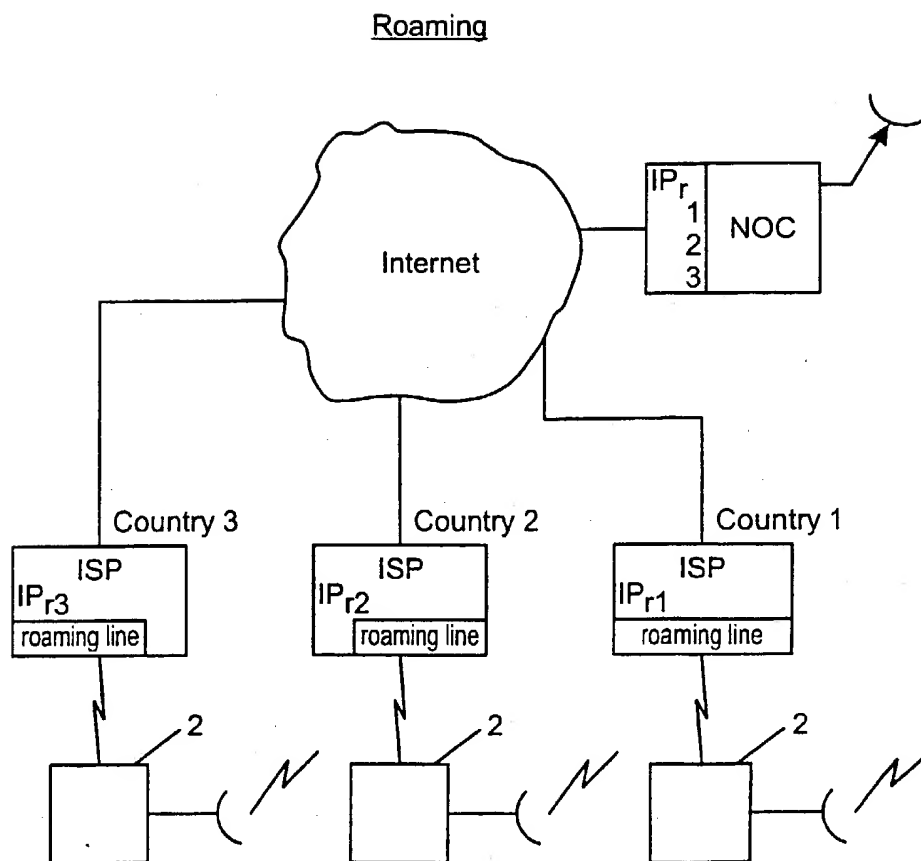 Roaming
IPr
1
2
3
NOC
Internet
Country 3
Country 2
Country 1
ISP
IPr3
roaming line
ISP
IPr2
roaming line
ISP
IPr1
roaming line
2
2
2